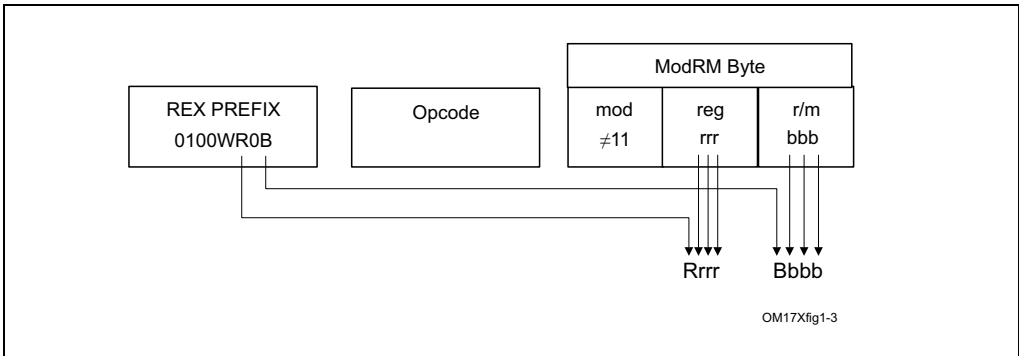 ModRM Byte
REX PREFIX
0100WR0B
Opcode
mod
≠11
reg
rrr
r/m
bbb
Rrrr
Bbbb
OM17Xfig1-3